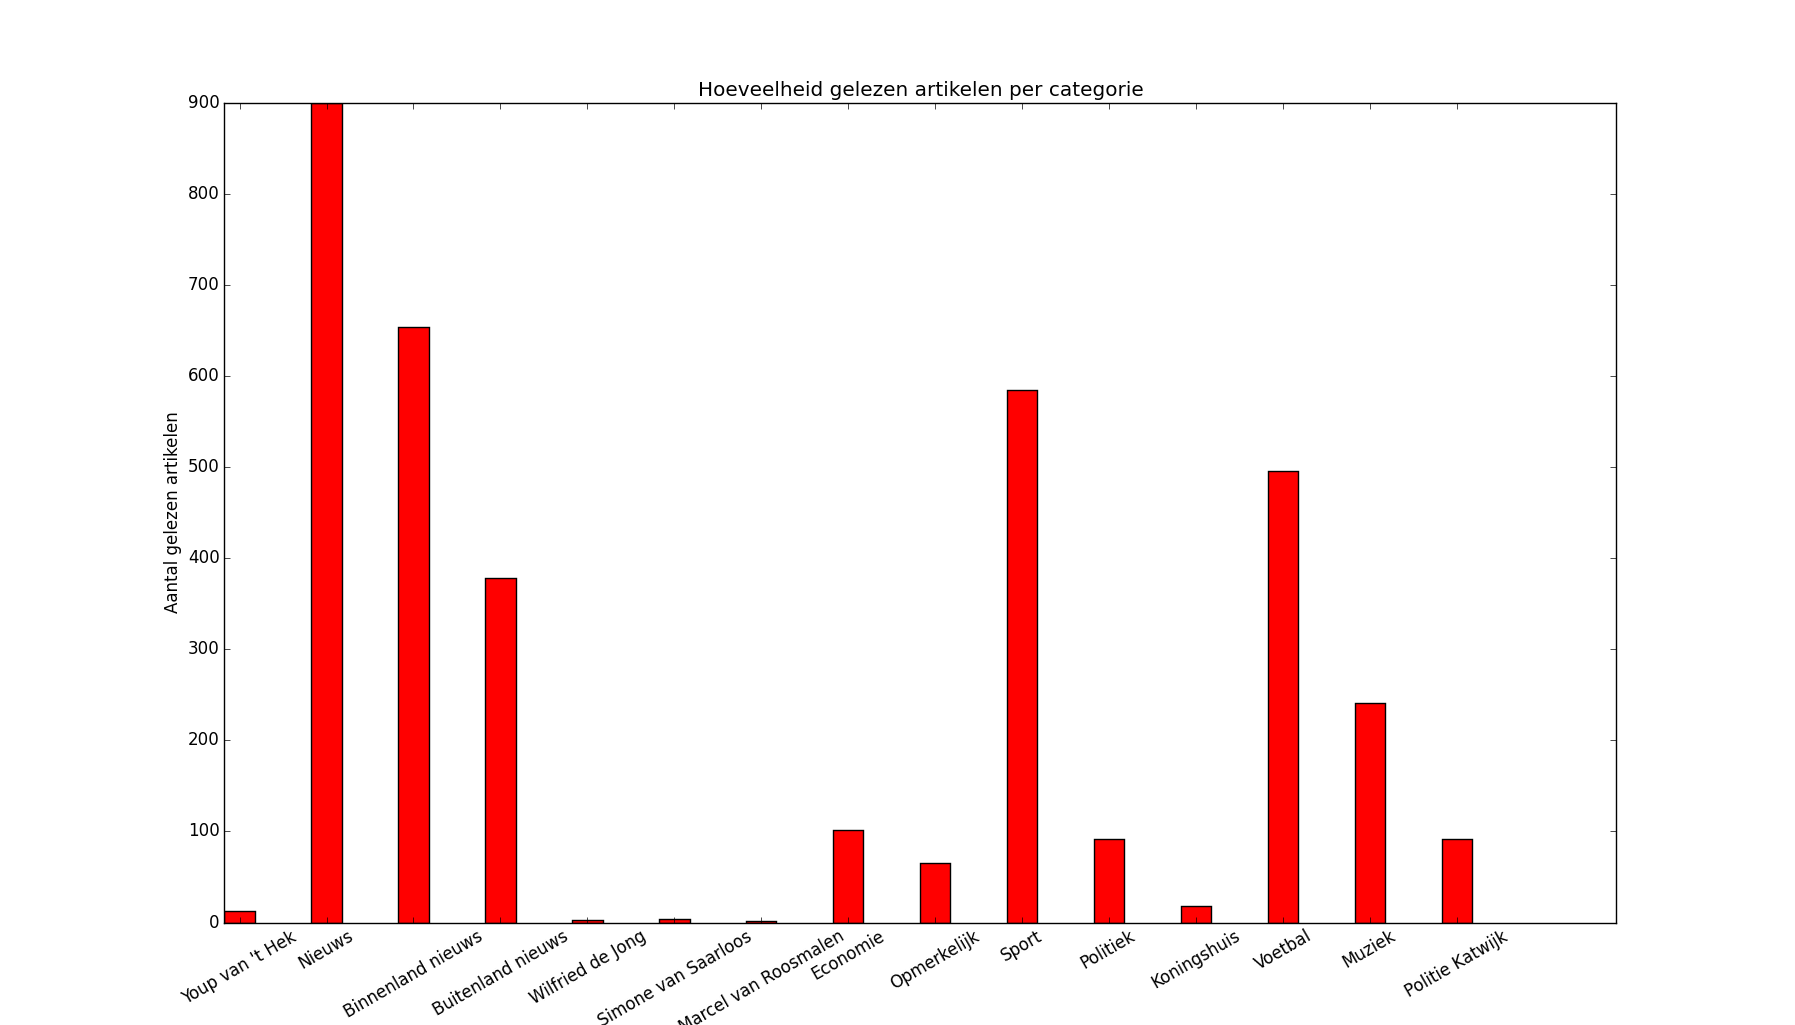 Hoeveelheid gelezen artikelen per categorie
Aantal gelezen artikelen
900
800
700
600
500
400
300
200
100
0
Youp van 't Hek
Nieuws
Binnenland nieuws
Buitenland nieuws
Wilfried de Jong
Simone van Saarloos
Marcel van Roosmalen
Economie
Opmerkelijk
Sport
Politiek
Koningshuis
Voetbal
Muziek
Politie Katwijk